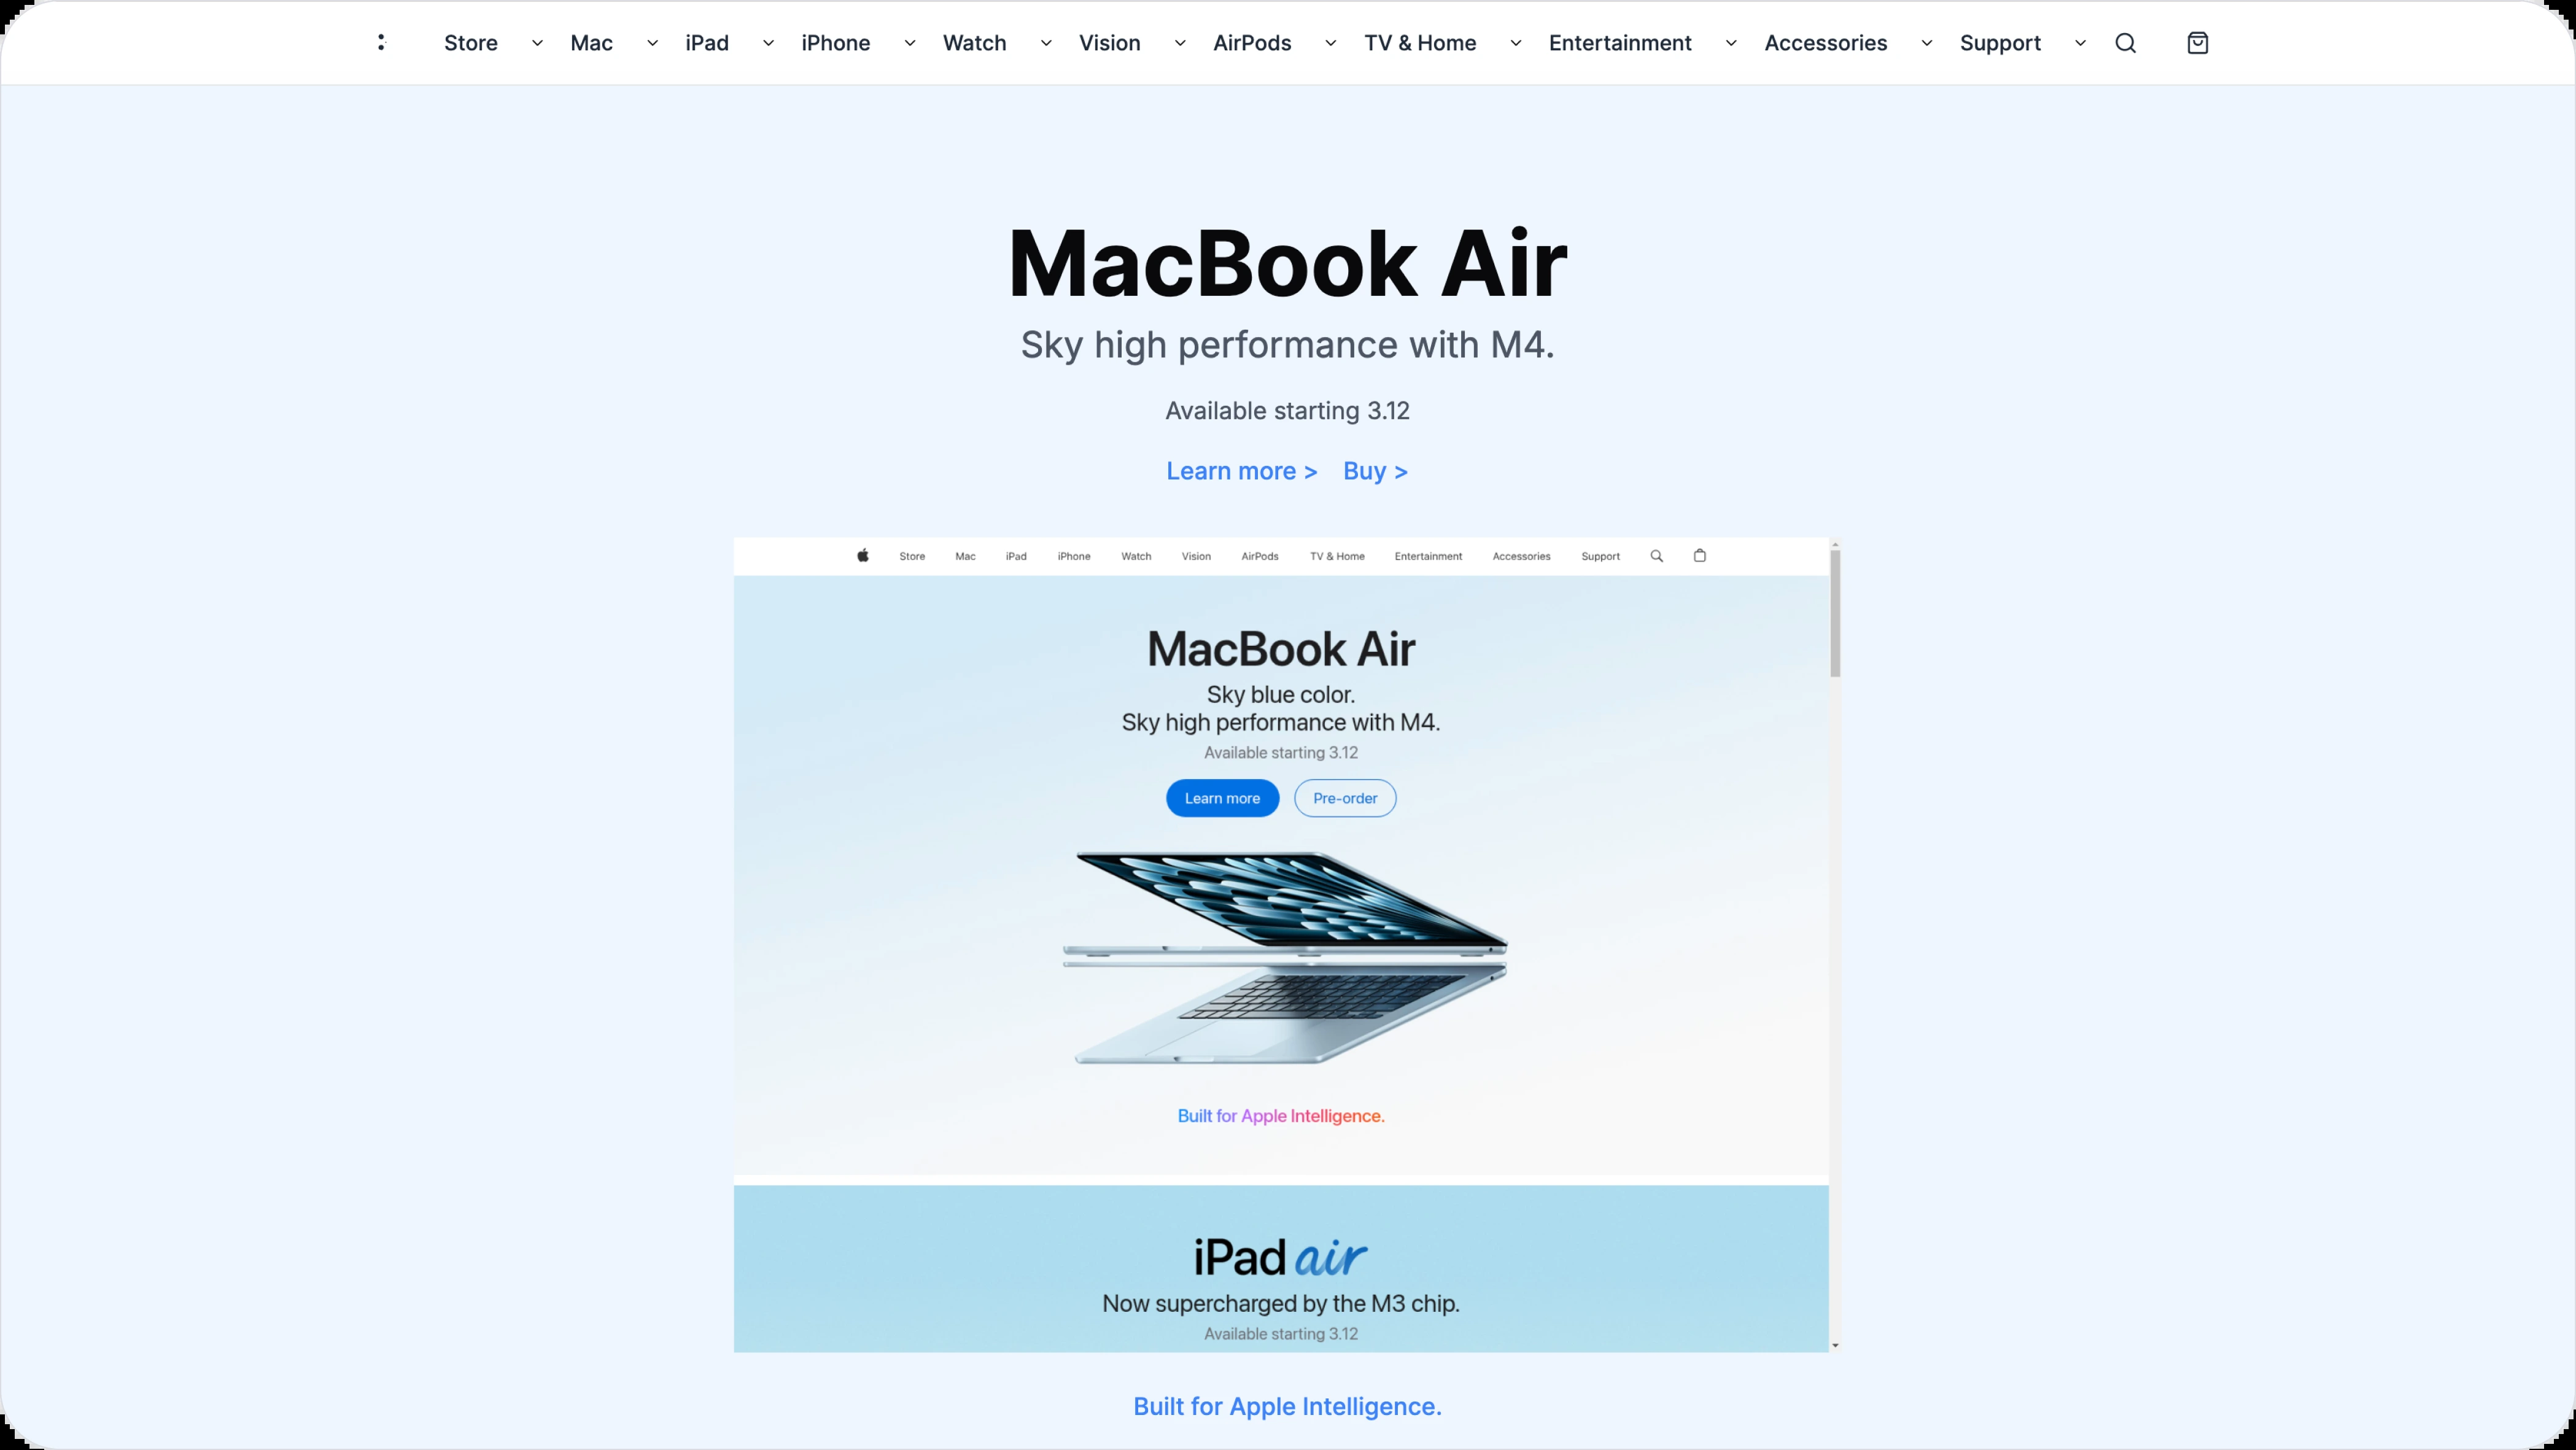 Store Mac iPad iPhone Watch Vision AirPods TV & Home Entertainment Accessories Support
MacBook Air
Sky high performance with M4.
Available starting 3.12
Learn more > Buy >
Store Mac iPad iPhone Watch Vision AirPods TV & Home Entertainment Accessories Support
MacBook Air
Sky blue color.
Sky high performance with M4.
Available starting 3.12
Learn more Pre-order
Built for Apple Intelligence.
iPad air
Now supercharged by the M3 chip.
Available starting 3.12
Built for Apple Intelligence.